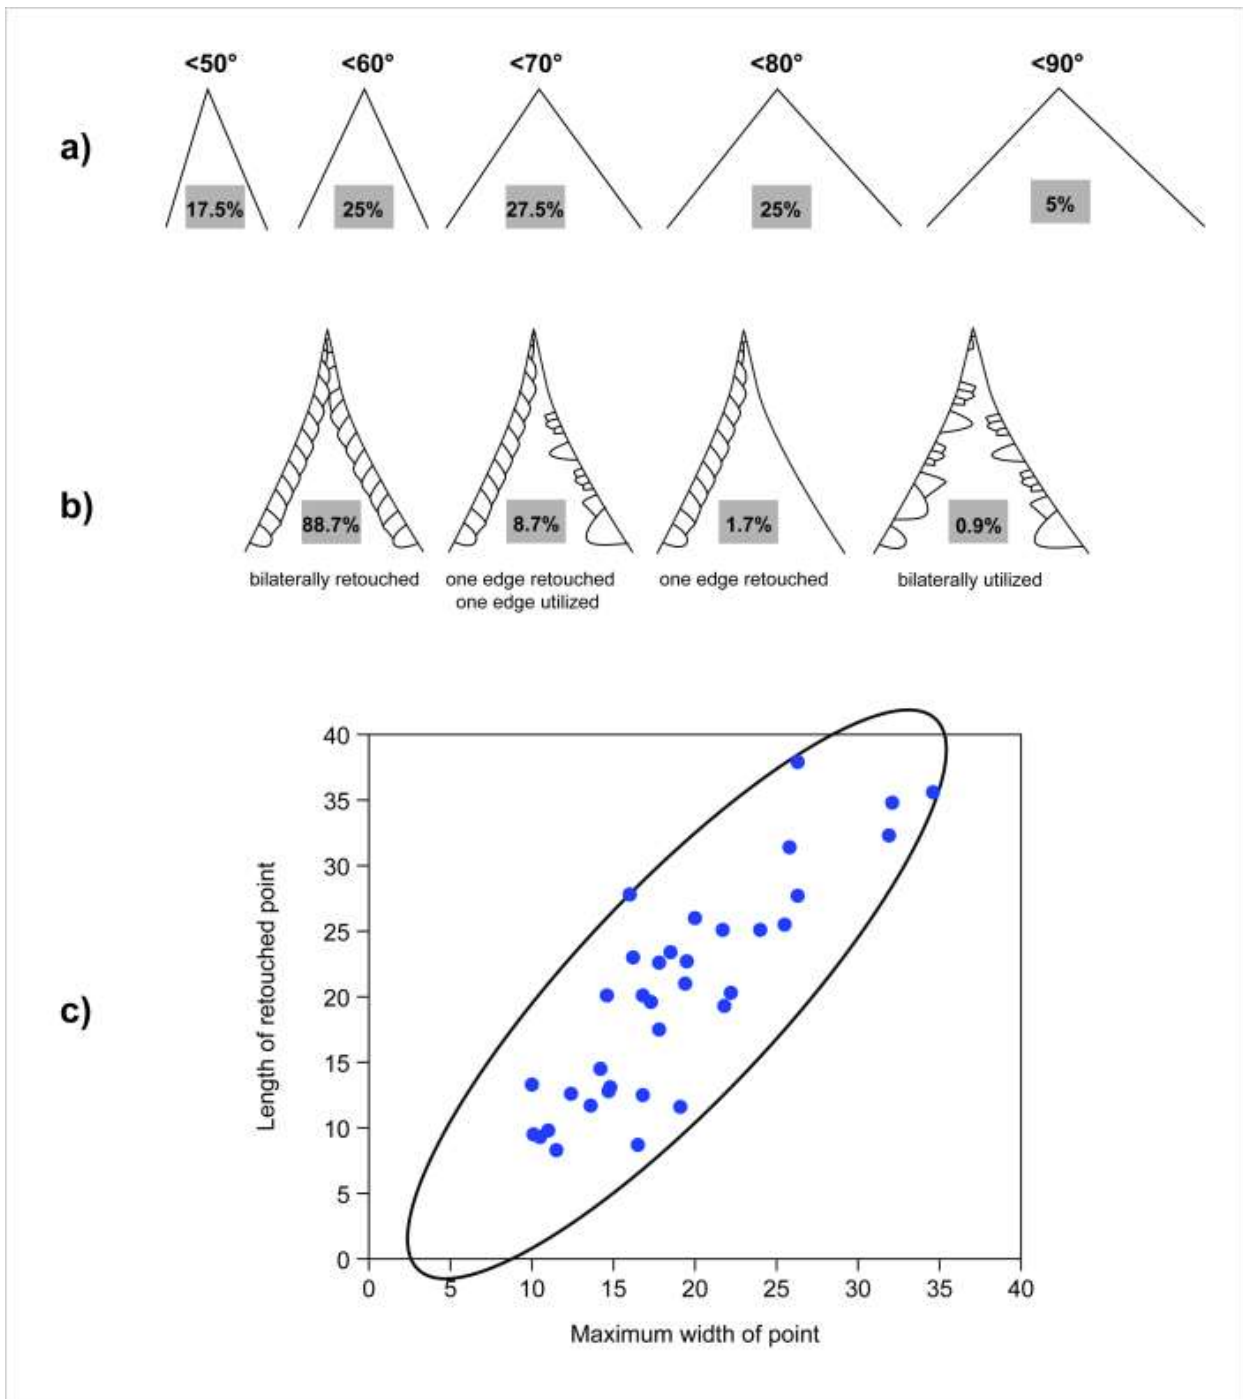 <50° <60° <70° <80° <90°
a)
17.5% 25% 27.5% 25% 5%
b)
88.7% 8.7% 1.7% 0.9%
bilaterally retouched one edge retouched one edge retouched bilaterally utilized
one edge utilized
c)
Length of retouched point
40
35
30
25
20
15
10
5
0
0 5 10 15 20 25 30 35 40
Maximum width of point